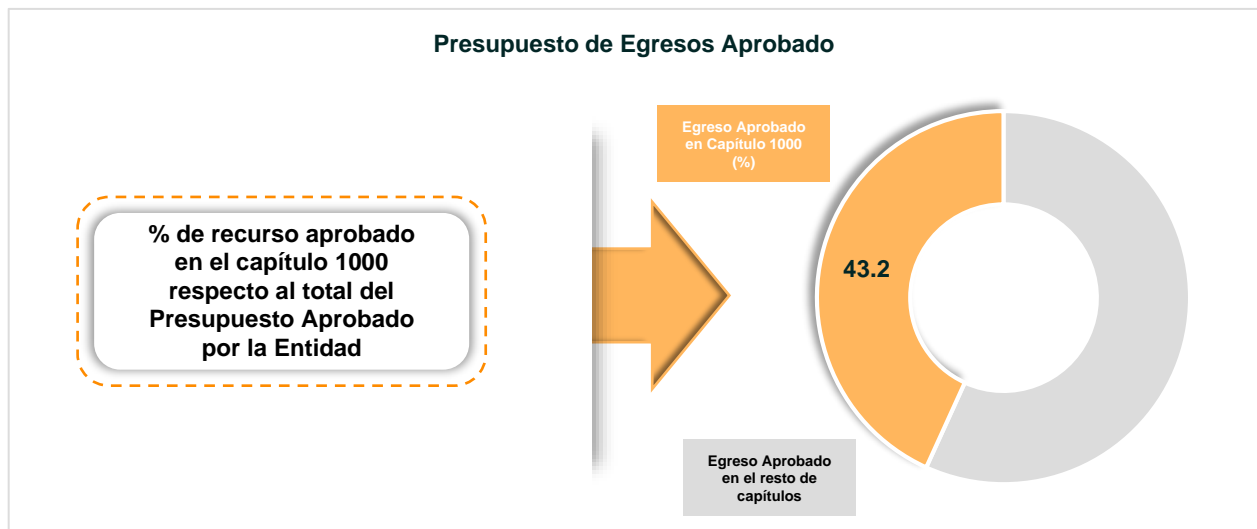 Presupuesto de Egresos Aprobado
Egreso Aprobado
en Capítulo 1000
(%)
% de recurso aprobado
en el capítulo 1000
respecto al total del
Presupuesto Aprobado
por la Entidad
43.2
Egreso Aprobado
en el resto de
capítulos